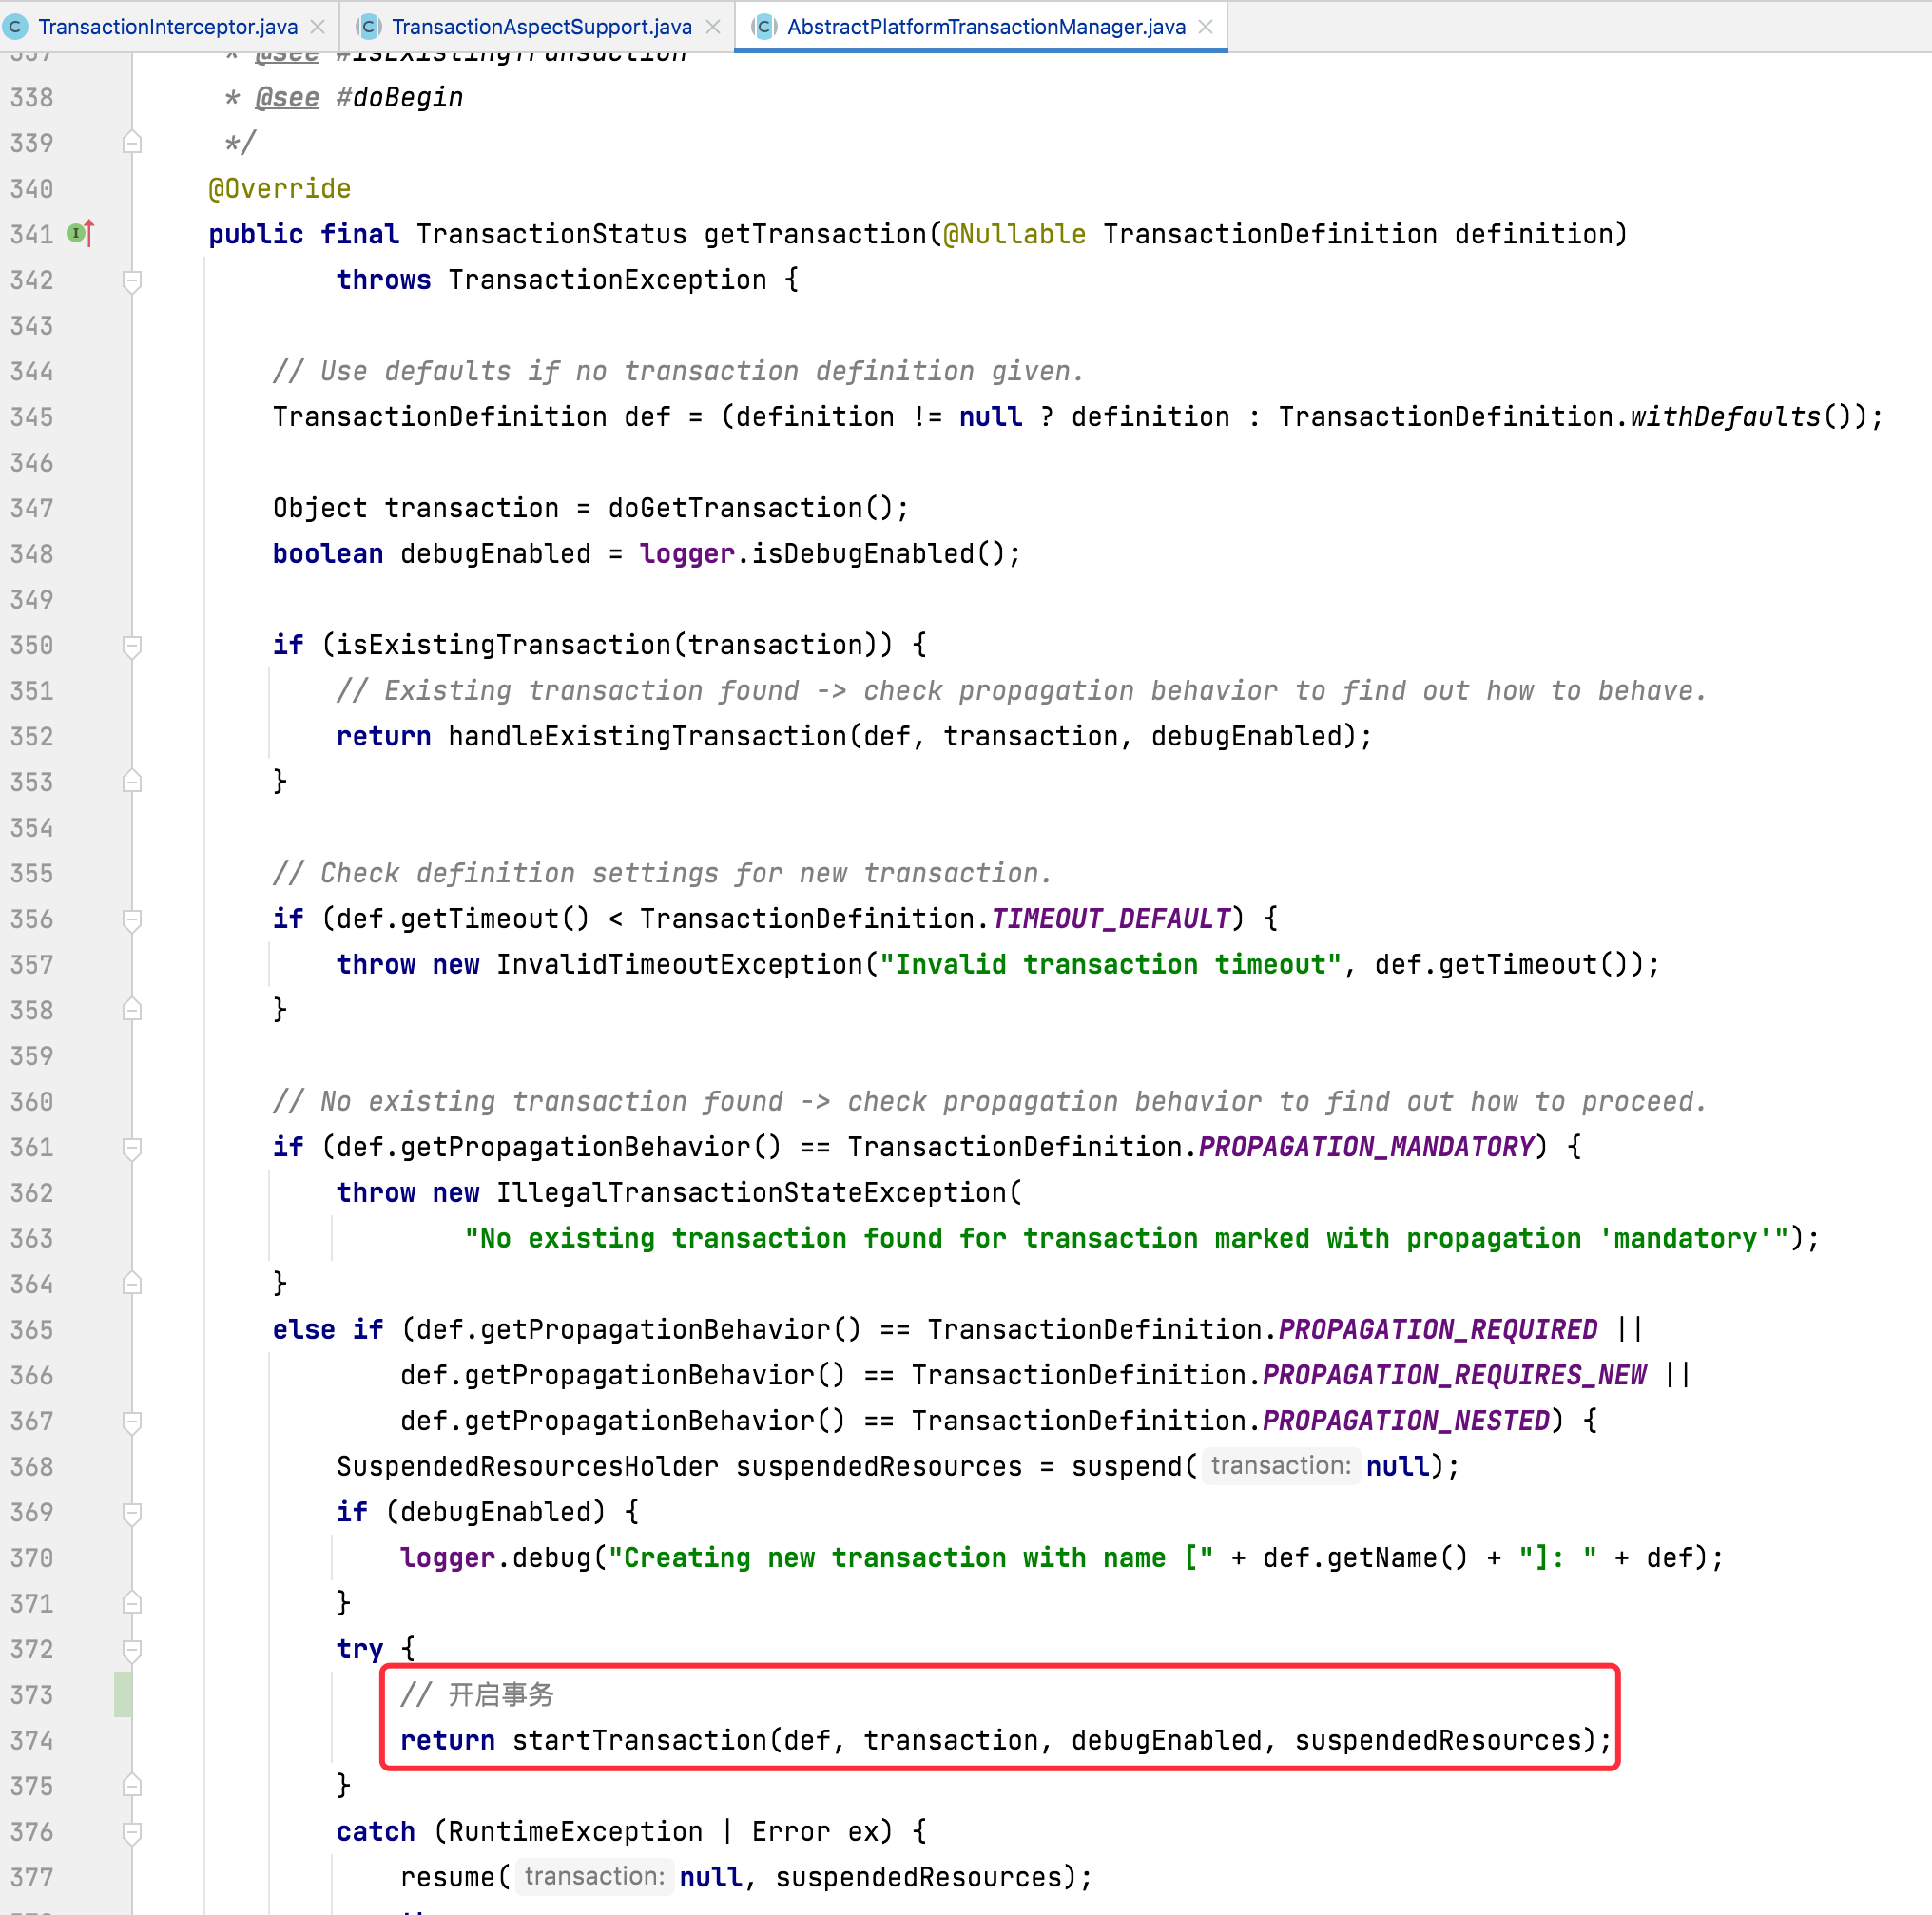 TransactionInterceptor.java
TransactionAspectSupport.java
AbstractPlatformTransactionManager.java
337 * @see #isExistingTransaction
338 * @see #doBegin
339 */
340 @Override
341 public final TransactionStatus getTransaction(@Nullable TransactionDefinition definition)
342 throws TransactionException {
343
344 // Use defaults if no transaction definition given.
345 TransactionDefinition def = (definition != null ? definition : TransactionDefinition.withDefaults());
346
347 Object transaction = doGetTransaction();
348 boolean debugEnabled = logger.isDebugEnabled();
349
350 if (isExistingTransaction(transaction)) {
351 // Existing transaction found -> check propagation behavior to find out how to behave.
352 return handleExistingTransaction(def, transaction, debugEnabled);
353 }
354
355 // Check definition settings for new transaction.
356 if (def.getTimeout() < TransactionDefinition.TIMEOUT_DEFAULT) {
357 throw new InvalidTimeoutException("Invalid transaction timeout", def.getTimeout());
358 }
359
360 // No existing transaction found -> check propagation behavior to find out how to proceed.
361 if (def.getPropagationBehavior() == TransactionDefinition.PROPAGATION_MANDATORY) {
362 throw new IllegalTransactionStateException(
363 "No existing transaction found for transaction marked with propagation 'mandatory'");
364 }
365 else if (def.getPropagationBehavior() == TransactionDefinition.PROPAGATION_REQUIRED ||
366 def.getPropagationBehavior() == TransactionDefinition.PROPAGATION_REQUIRES_NEW ||
367 def.getPropagationBehavior() == TransactionDefinition.PROPAGATION_NESTED) {
368 SuspendedResourcesHolder suspendedResources = suspend( transaction: null);
369 if (debugEnabled) {
370 logger.debug("Creating new transaction with name [" + def.getName() + "]: " + def);
371 }
372 try {
373 // 开启事务
374 return startTransaction(def, transaction, debugEnabled, suspendedResources);
375 }
376 catch (RuntimeException | Error ex) {
377 resume( transaction: null, suspendedResources);